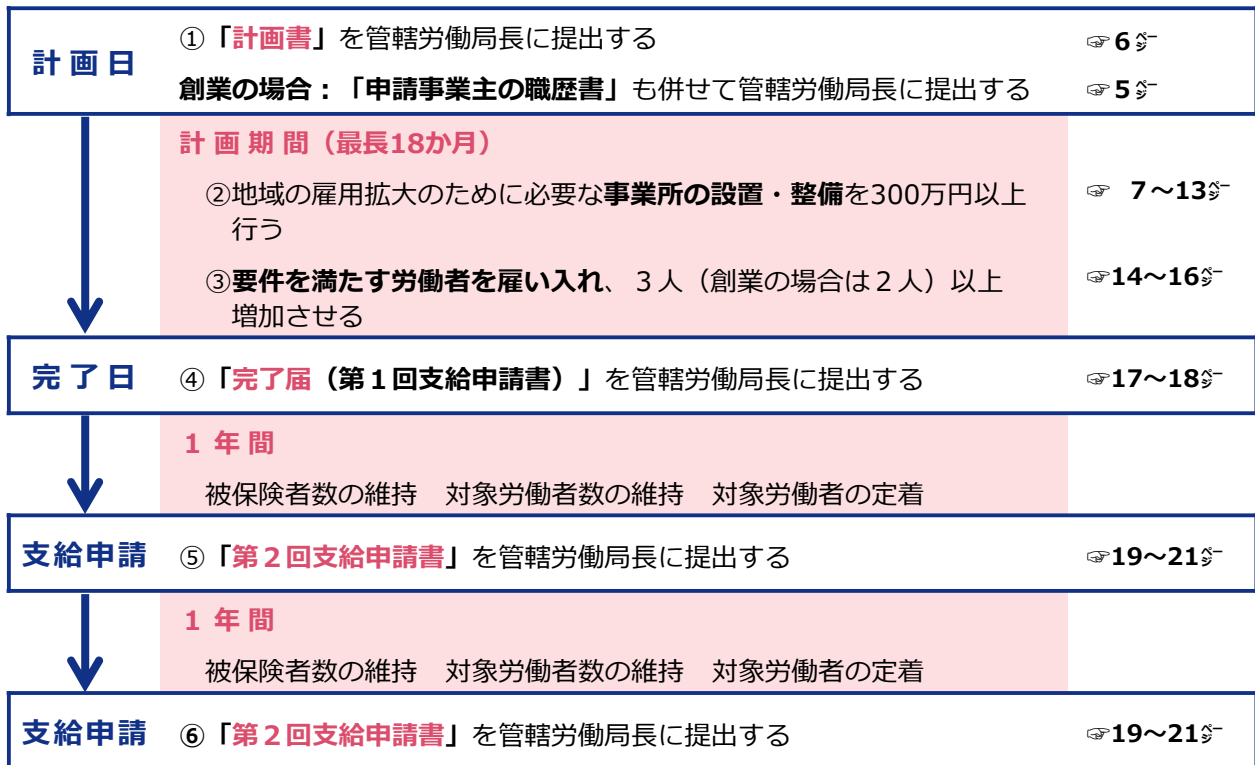 計画日
①「計画書」を管轄労働局長に提出する ☞6㌻
創業の場合：「申請事業主の職歴書」も併せて管轄労働局長に提出する ☞5㌻
計画期間（最長18か月）
②地域の雇用拡大のために必要な事業所の設置・整備を300万円以上 ☞ 7～13㌻
行う
③要件を満たす労働者を雇い入れ、３人（創業の場合は２人）以上 ☞14～16㌻
増加させる
完了日 ④「完了届（第１回支給申請書）」を管轄労働局長に提出する ☞17～18㌻
１年間
被保険者数の維持 対象労働者数の維持 対象労働者の定着
支給申請 ⑤「第２回支給申請書」を管轄労働局長に提出する ☞19～21㌻
１年間
被保険者数の維持 対象労働者数の維持 対象労働者の定着
支給申請 ⑥「第２回支給申請書」を管轄労働局長に提出する ☞19～21㌻